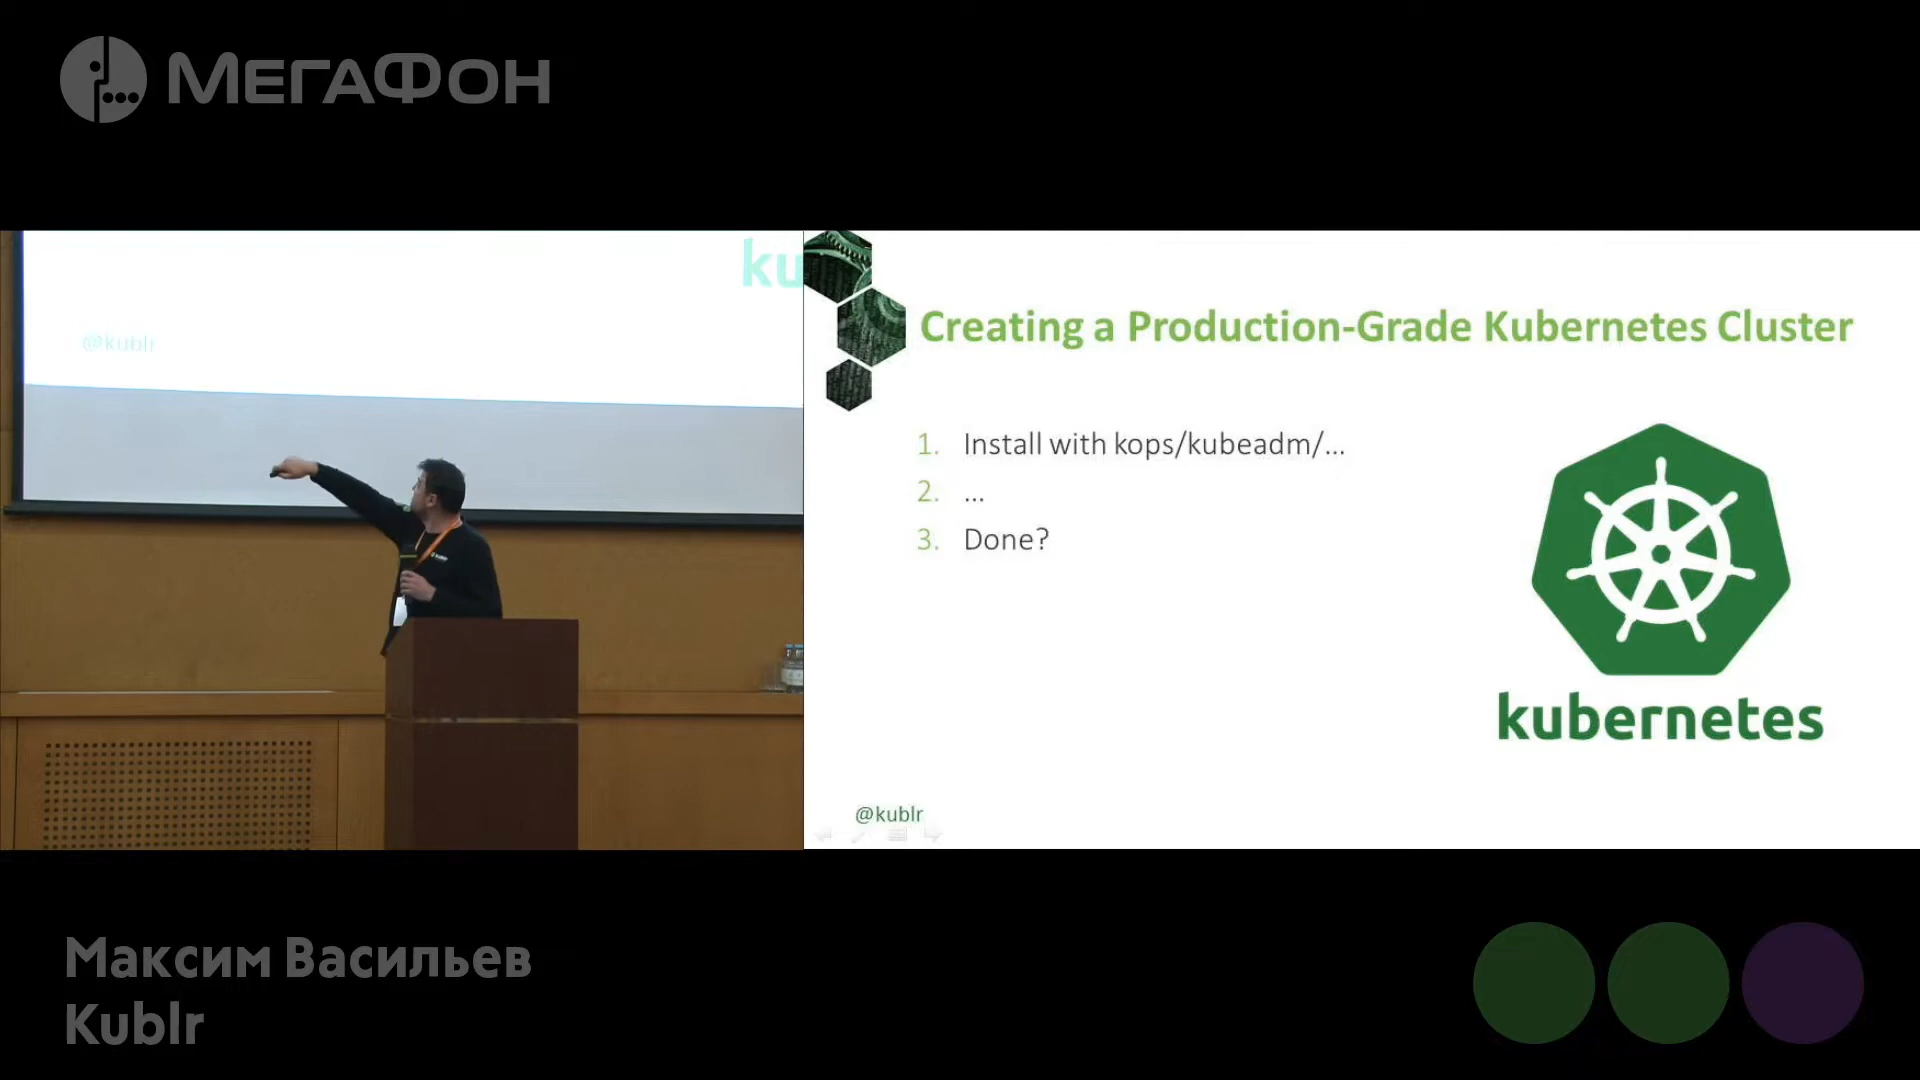 МегаФон
ku
@kublr
Creating a Production-Grade Kubernetes Cluster
1. Install with kops/kubeadm/...
2. ...
3. Done?
kubernetes
@kublr
Максим Васильев
Kublr